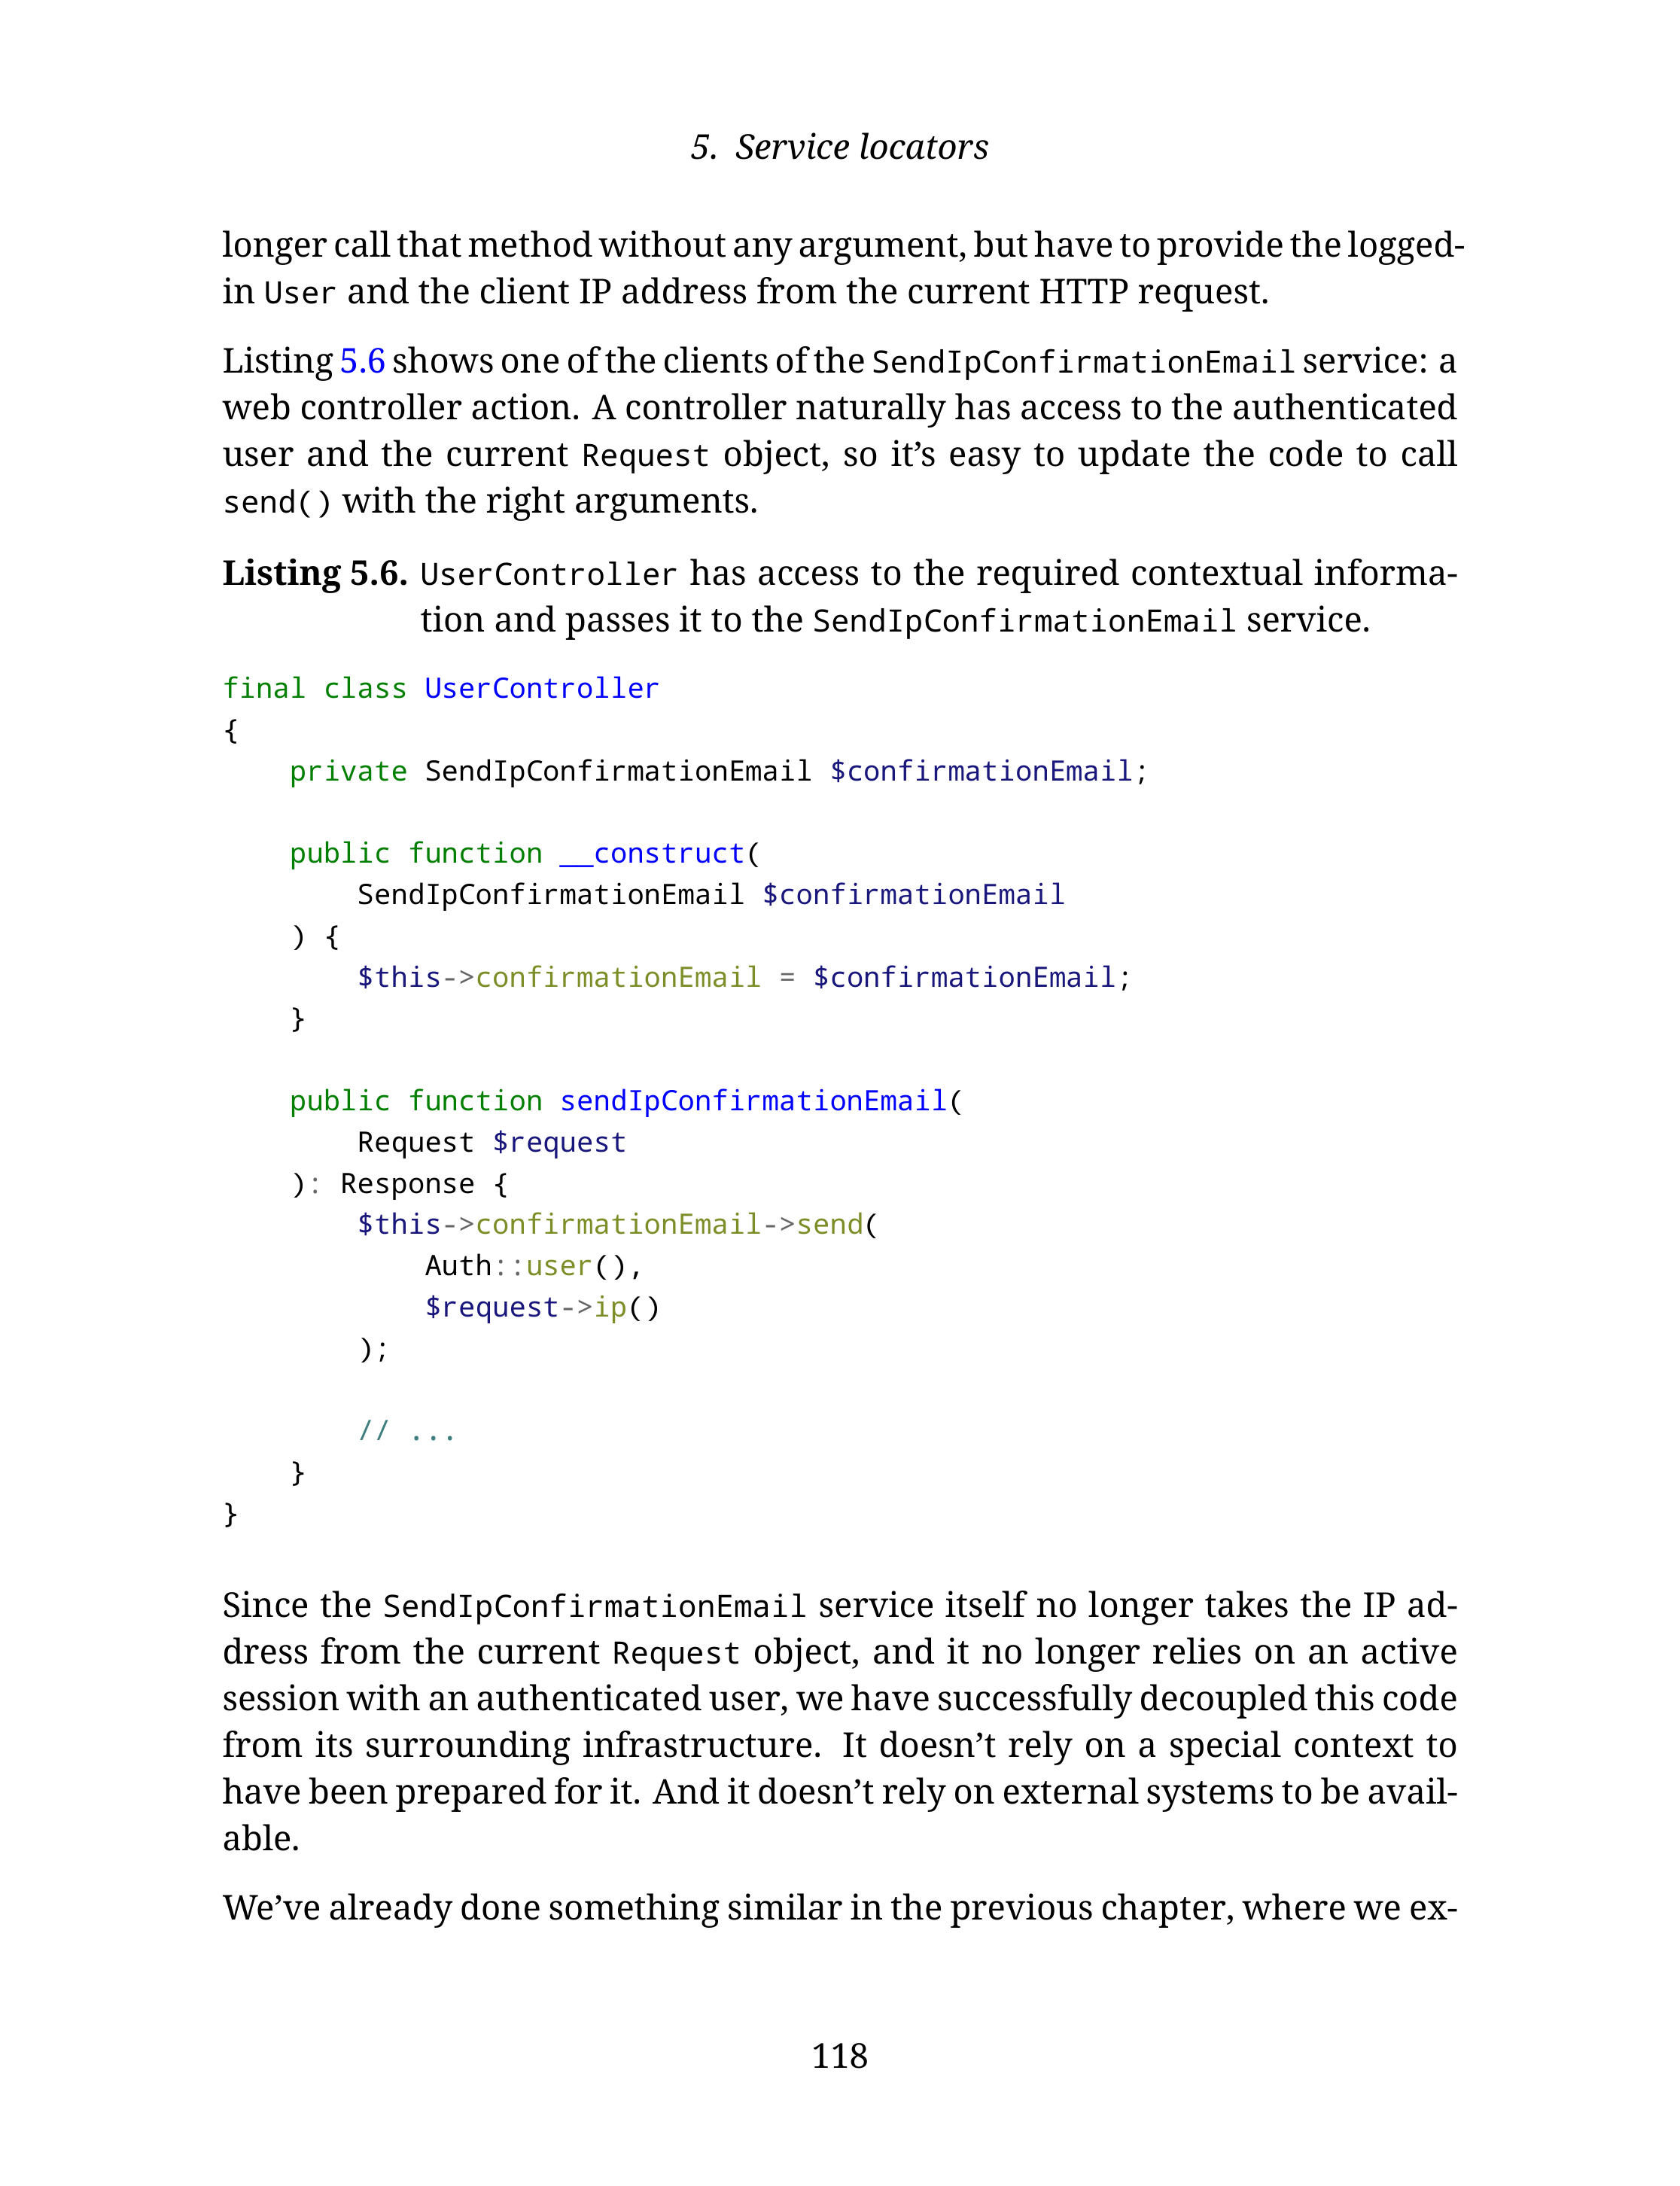 5. Service locators
longer call that method without any argument, but have to provide the logged-
in User and the client IP address from the current HTTP request.
Listing 5.6 shows one of the clients of the SendIpConfirmationEmail service: a
web controller action. A controller naturally has access to the authenticated
user and the current Request object, so it’s easy to update the code to call
send() with the right arguments.
Listing 5.6. UserController has access to the required contextual informa-
tion and passes it to the SendIpConfirmationEmail service.
final class UserController
{
    private SendIpConfirmationEmail $confirmationEmail;

    public function __construct(
        SendIpConfirmationEmail $confirmationEmail
    ) {
        $this->confirmationEmail = $confirmationEmail;
    }

    public function sendIpConfirmationEmail(
        Request $request
    ): Response {
        $this->confirmationEmail->send(
            Auth::user(),
            $request->ip()
        );

        // ...
    }
}
Since the SendIpConfirmationEmail service itself no longer takes the IP ad-
dress from the current Request object, and it no longer relies on an active
session with an authenticated user, we have successfully decoupled this code
from its surrounding infrastructure. It doesn’t rely on a special context to
have been prepared for it. And it doesn’t rely on external systems to be avail-
able.
We’ve already done something similar in the previous chapter, where we ex-
118